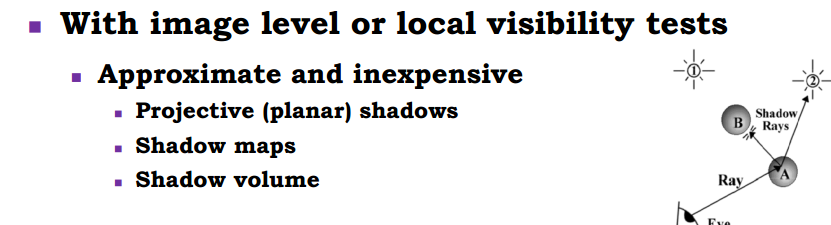 With image level or local visibility tests
Approximate and inexpensive
Projective (planar) shadows
Shadow maps
Shadow volume
1
2
B
Shadow
Rays
A
Ray
Eye